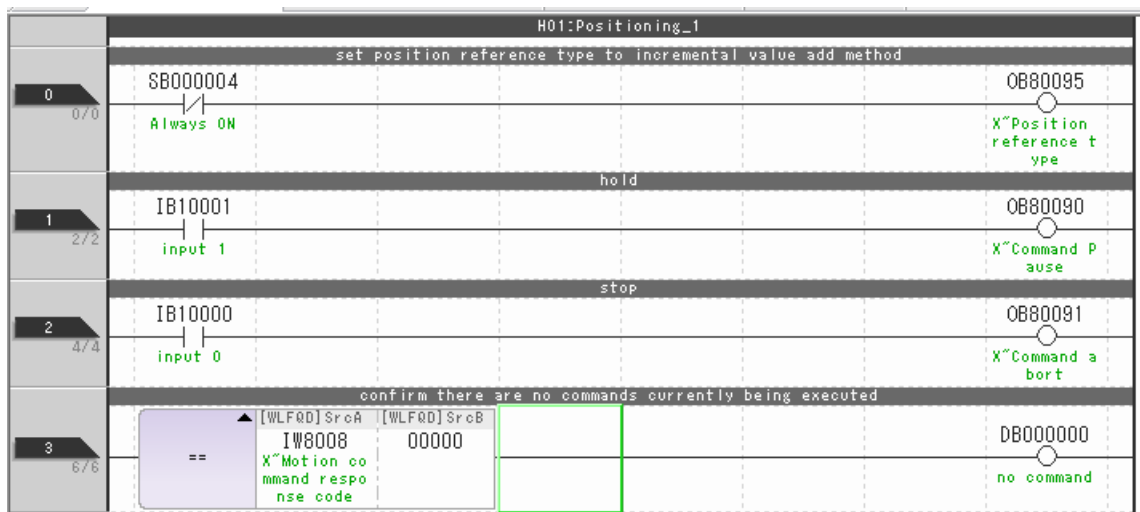 H01:Positioning_1
set position reference type to incremental value add method
0
0/0
SB000004
Always ON
OB80095
X~Position
reference t
ype
hold
1
2/2
IB10001
input 1
OB80090
X~Command P
ause
stop
2
4/4
IB10000
input 0
OB80091
X~Command a
bort
confirm there are no commands currently being executed
3
6/6
==
[WLFQD]SrcA
IW8008
X~Motion co
mmand respo
nse code
[WLFQD]SrcB
00000
DB000000
no command